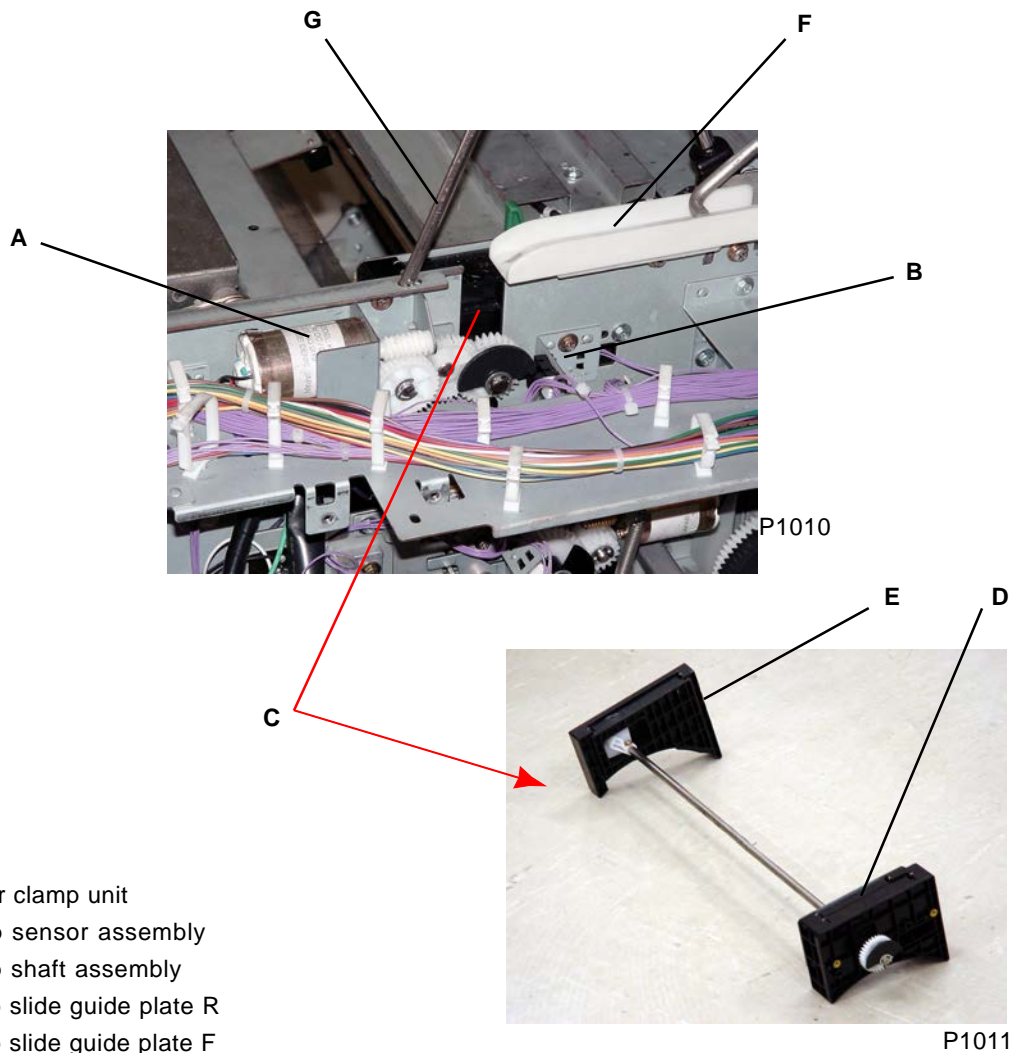 G
F
A
B
P1010
E
D
C
r clamp unit
sensor assembly
shaft assembly
slide guide plate R
slide guide plate F
P1011